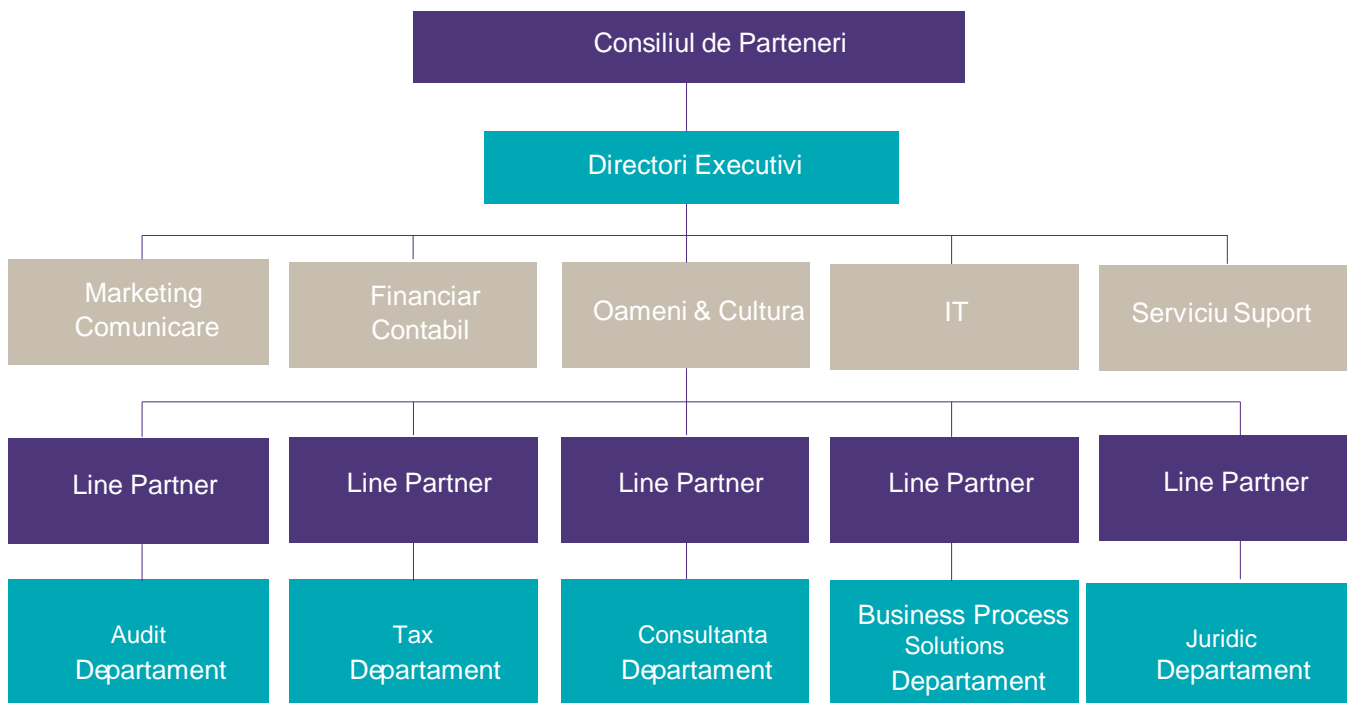 Consiliul de Parteneri
Directori Executivi
Marketing
Comunicare
Financiar
Contabil
Oameni & Cultura
IT
Serviciu Suport
Line Partner
Line Partner
Line Partner
Line Partner
Line Partner
Audit
Departament
Tax
Departament
Consultanta
Departament
Business Process
Solutions
Departament
Juridic
Departament